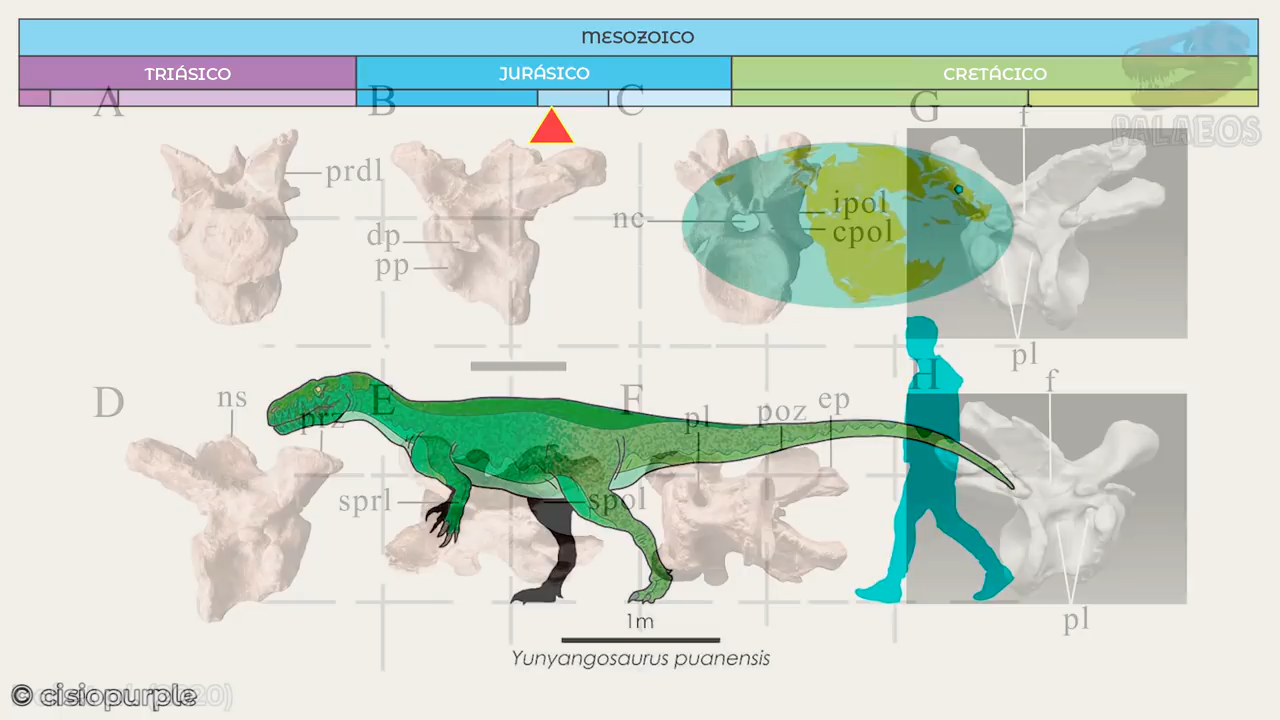 MESOZOICO
TRIÁSICO
JURÁSICO
CRETÁCICO
A
B
C
G
f
PALAEOS
prdl
dp
pp
nc
ipol
cpol
pl
H
D
ns
E
prz
F
pl
poz
ep
f
sprl
spol
pl
1m
Yunyangosaurus puanensis
© cisiopurple
2020)